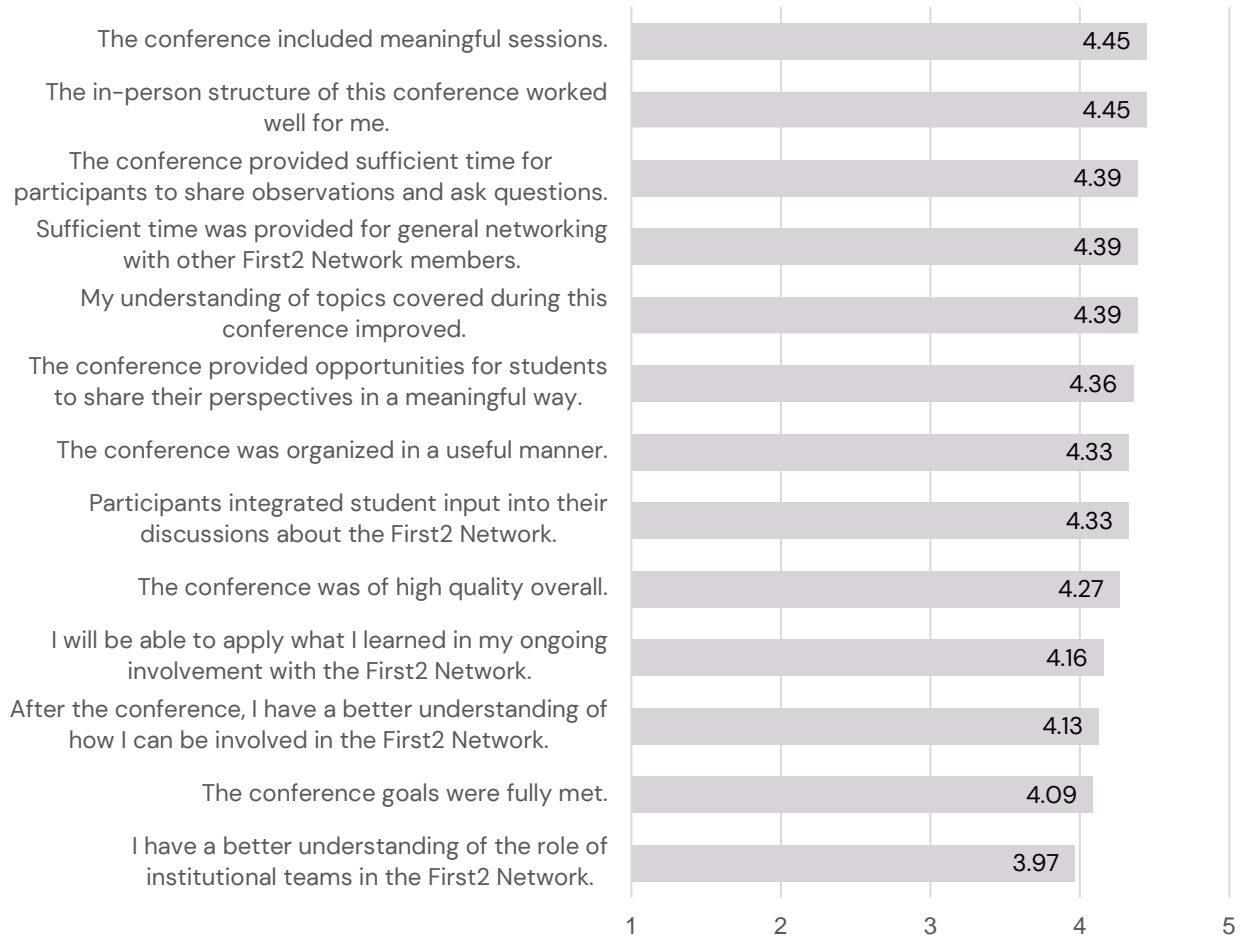 The conference included meaningful sessions.
4.45
The in-person structure of this conference worked
well for me.
4.45
The conference provided sufficient time for
participants to share observations and ask questions.
4.39
Sufficient time was provided for general networking
with other First2 Network members.
4.39
My understanding of topics covered during this
conference improved.
4.39
The conference provided opportunities for students
to share their perspectives in a meaningful way.
4.36
The conference was organized in a useful manner.
4.33
Participants integrated student input into their
discussions about the First2 Network.
4.33
The conference was of high quality overall.
4.27
I will be able to apply what I learned in my ongoing
involvement with the First2 Network.
4.16
After the conference, I have a better understanding of
how I can be involved in the First2 Network.
4.13
The conference goals were fully met.
4.09
I have a better understanding of the role of
institutional teams in the First2 Network.
3.97
1 2 3 4 5